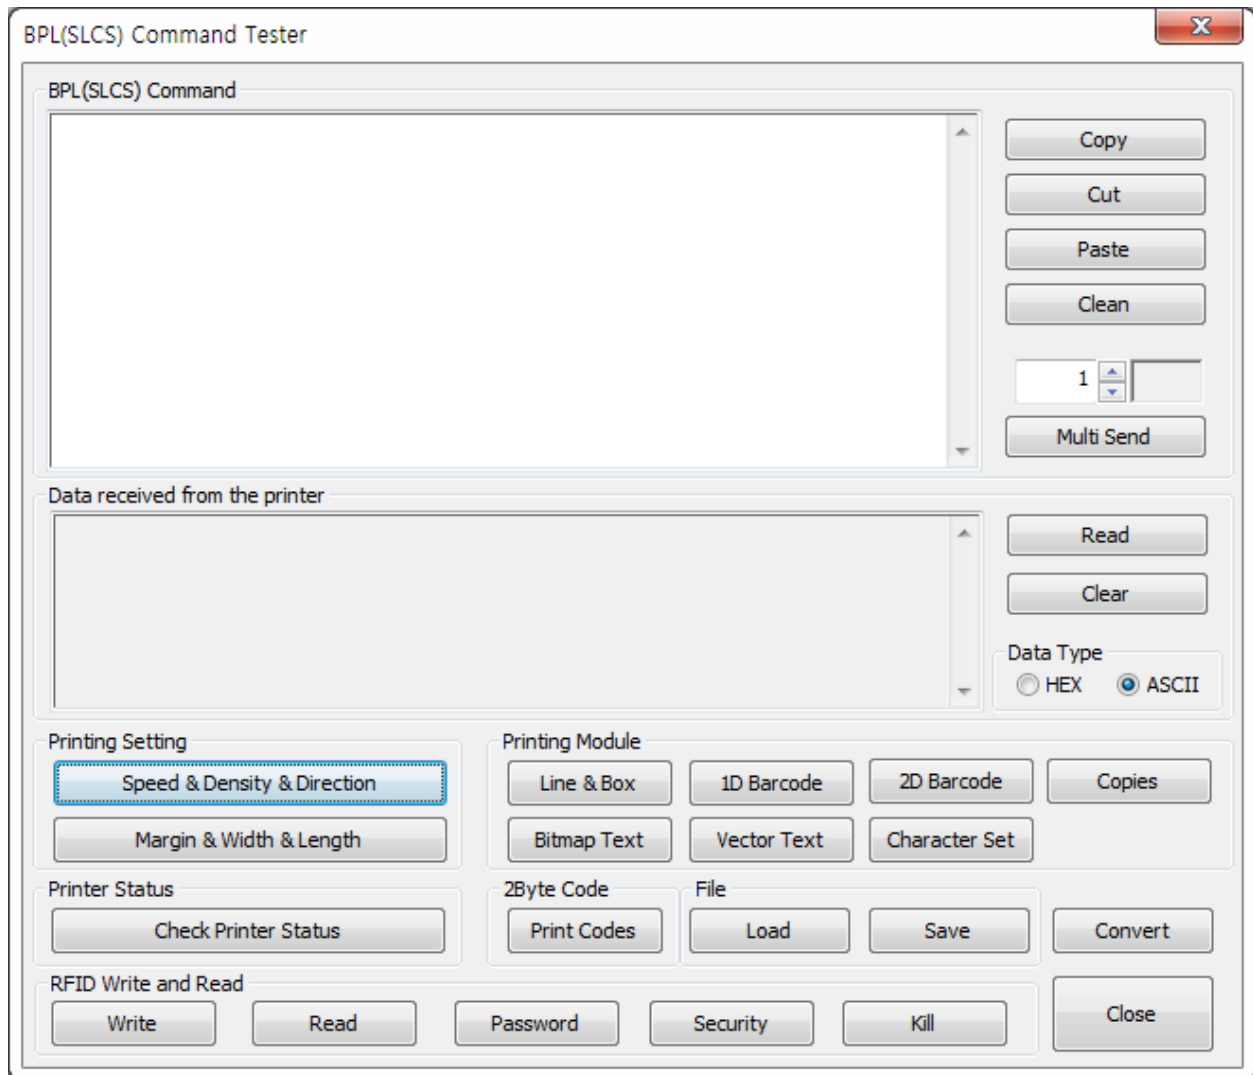 BPL(SLCS) Command Tester
BPL(SLCS) Command
Copy
Cut
Paste
Clean
1
Multi Send
Data received from the printer
Read
Clear
Data Type
HEX ASCII
Printing Setting
Speed & Density & Direction
Margin & Width & Length
Printing Module
Line & Box 1D Barcode 2D Barcode Copies
Bitmap Text Vector Text Character Set
Printer Status
Check Printer Status
2Byte Code
Print Codes
File
Load Save
Convert
RFID Write and Read
Write Read Password Security Kill
Close